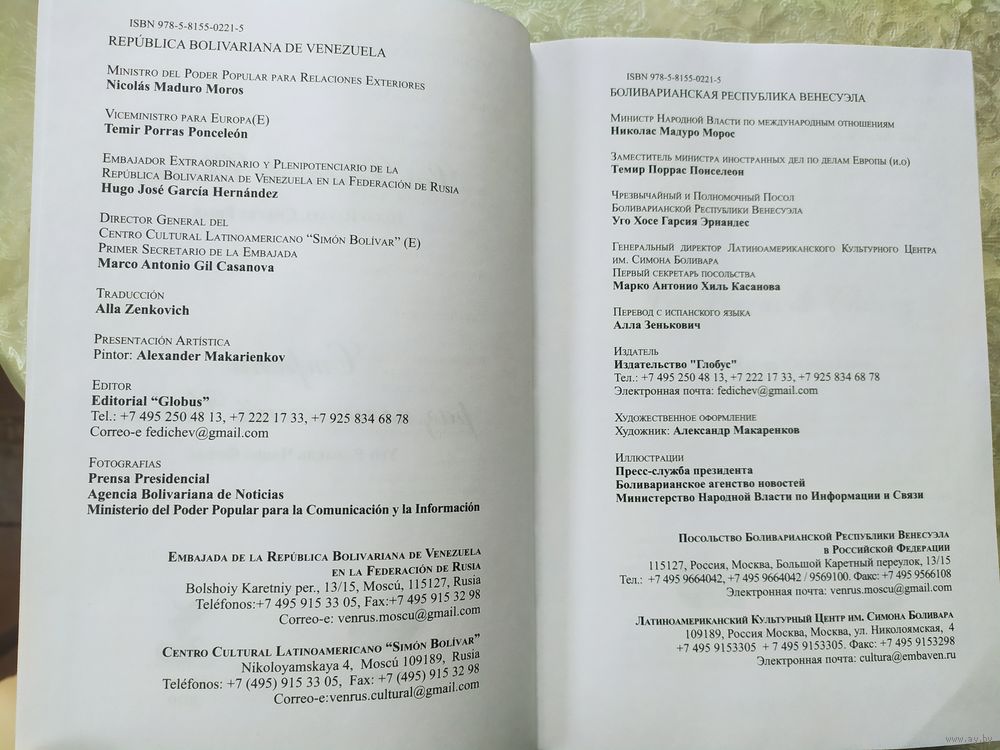 ISBN 978-5-8155-0221-5
REPÚBLICA BOLIVARIANA DE VENEZUELA
MINISTRO DEL PODER POPULAR PARA RELACIONES EXTERIORES
Nicolás Maduro Moros
VICEMINISTRO PARA EUROPA(E)
Temir Porras Ponceleón
EMBAJADOR EXTRAORDINARIO Y PLENIPOTENCIARIO DE LA
REPÚBLICA BOLIVARIANA DE VENEZUELA EN LA FEDERACIÓN DE RUSIA
Hugo José García Hernández
DIRECTOR GENERAL DEL
CENTRO CULTURAL LATINOAMERICANO “SIMÓN BOLÍVAR” (E)
PRIMER SECRETARIO DE LA EMBAJADA
Marco Antonio Gil Casanova
TRADUCCIÓN
Alla Zenkovich
PRESENTACIÓN ARTÍSTICA
Pintor: Alexander Makarienkov
EDITOR
Editorial “Globus”
Tel.: +7 495 250 48 13, +7 222 17 33, +7 925 834 68 78
Correo-e fedichev@gmail.com
FOTOGRAFIAS
Prensa Presidencial
Agencia Bolivariana de Noticias
Ministerio del Poder Popular para la Comunicación y la Información
EMBAJADA DE LA REPÚBLICA BOLIVARIANA DE VENEZUELA
EN LA FEDERACIÓN DE RUSIA
Bolshoiy Karetniy per., 13/15, Moscú, 115127, Rusia
Teléfonos:+7 495 915 33 05, Fax:+7 495 915 32 98
Correo-e: venrus.moscu@gmail.com
CENTRO CULTURAL LATINOAMERICANO “SIMÓN BOLÍVAR”
Nikoloyamskaya 4, Moscú 109189, Rusia
Teléfonos: +7 (495) 915 33 05, Fax: +7 (495) 915 32 98
Correo-e:venrus.cultural@gmail.com
ISBN 978-5-8155-0221-5
БОЛИВАРИАНСКАЯ РЕСПУБЛИКА ВЕНЕСУЭЛА
МИНИСТР НАРОДНОЙ ВЛАСТИ ПО МЕЖДУНАРОДНЫМ ОТНОШЕНИЯМ
Николас Мадуро Морос
ЗАМЕСТИТЕЛЬ МИНИСТРА ИНОСТРАННЫХ ДЕЛ ПО ДЕЛАМ ЕВРОПЫ (И.О)
Темир Поррас Понселеон
ЧРЕЗВЫЧАЙНЫЙ И ПОЛНОМОЧНЫЙ ПОСОЛ
БОЛИВАРИАНСКОЙ РЕСПУБЛИКИ ВЕНЕСУЭЛА
Уго Хосе Гарсия Эрнандес
ГЕНЕРАЛЬНЫЙ ДИРЕКТОР ЛАТИНОАМЕРИКАНСКОГО КУЛЬТУРНОГО ЦЕНТРА
ИМ. СИМОНА БОЛИВАРА
ПЕРВЫЙ СЕКРЕТАРЬ ПОСОЛЬСТВА
Марко Антонио Хиль Касанова
ПЕРЕВОД С ИСПАНСКОГО ЯЗЫКА
Алла Зенькович
ИЗДАТЕЛЬ
Издательство "Глобус"
Тел.: +7 495 250 48 13, +7 222 17 33, +7 925 834 68 78
Электронная почта: fedichev@gmail.com
ХУДОЖЕСТВЕННОЕ ОФОРМЛЕНИЕ
Художник: Александр Макаренков
ИЛЛЮСТРАЦИИ
Пресс-служба президента
Боливарианское агенство новостей
Министерство Народной Власти по Информации и Связи
ПОСОЛЬСТВО БОЛИВАРИАНСКОЙ РЕСПУБЛИКИ ВЕНЕСУЭЛА
В РОССИЙСКОЙ ФЕДЕРАЦИИ
115127, Россия, Москва, Большой Каретный переулок, 13/15
Тел.: +7 495 9664042, +7 495 9664042 / 9569100. Факс: +7 495 9566108
Электронная почта: venrus.moscu@gmail.com
ЛАТИНОАМЕРИКАНСКИЙ КУЛЬТУРНЫЙ ЦЕНТР ИМ. СИМОНА БОЛИВАРА
109189, Россия Москва, Москва, ул. Николоямская, 4
+7 495 9153305 + 7 495 9153305. Факс: +7 495 9153298
Электронная почта: cultura@embaven.ru
www.ay.by